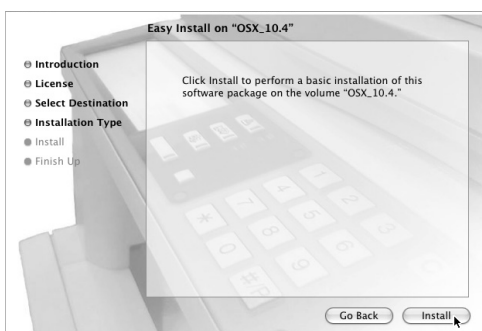 Easy Install on “OSX_10.4”
Introduction
License
Select Destination
Installation Type
Install
Finish Up
Click Install to perform a basic installation of this
software package on the volume “OSX_10.4.”
Go Back
Install